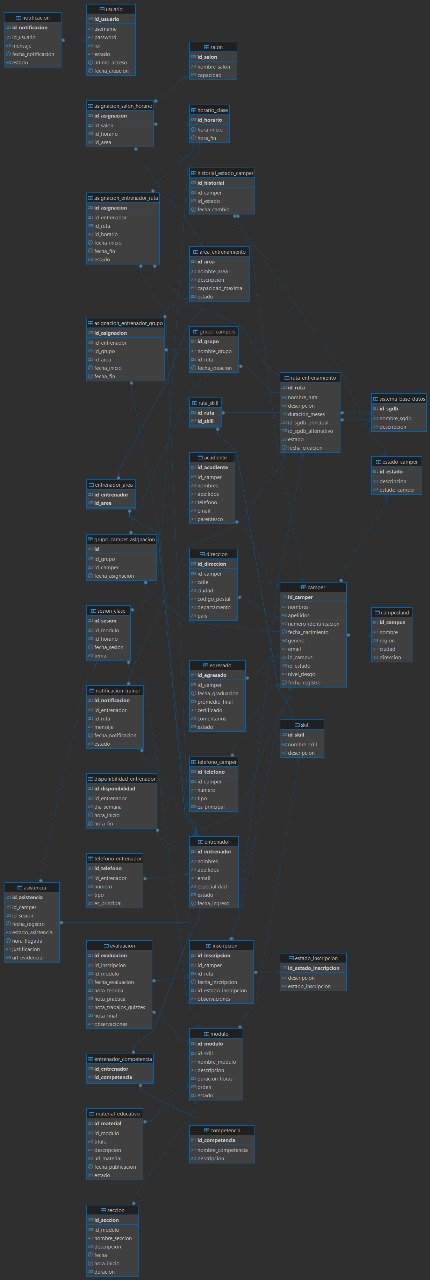 notificacion
id_notificacion
id_usuario
mensaje
fecha_notificacion
estado
usuario
id_usuario
username
password
rol
estado
ultimo_acceso
fecha_creacion
salon
id_salon
nombre_salon
capacidad
asignacion_salon_horario
id_asignacion
id_salon
id_horario
id_area
horario_clase
id_horario
hora_inicio
hora_fin
historial_estado_camper
id_historial
id_camper
id_estado
fecha_cambio
asignacion_entrenador_ruta
id_asignacion
id_entrenador
id_ruta
id_horario
fecha_inicio
fecha_fin
estado
area_entrenamiento
id_area
nombre_area
descripcion
capacidad_maxima
estado
asignacion_entrenador_grupo
id_asignacion
id_entrenador
id_grupo
id_area
fecha_inicio
fecha_fin
grupo_campers
id_grupo
nombre_grupo
id_ruta
fecha_creacion
ruta_entrenamiento
id_ruta
nombre_ruta
descripcion
duracion_meses
id_sgdb_principal
id_sgdb_alternativo
estado
fecha_creacion
sistema_base_datos
id_sgdb
nombre_sgdb
descripcion
ruta_skill
id_ruta
id_skill
acudiente
id_acudiente
id_camper
nombres
apellidos
telefono
email
parentesco
estado_camper
id_estado
descripcion
estado_camper
entrenador_area
id_entrenador
id_area
grupo_camper_asignacion
id
id_grupo
id_camper
fecha_asignacion
direccion
id_direccion
id_camper
calle
ciudad
codigo_postal
departamento
pais
camper
id_camper
nombres
apellidos
numero_identificacion
fecha_nacimiento
genero
email
id_campus
id_estado
nivel_riesgo
fecha_registro
campusland
id_campus
nombre
region
ciudad
direccion
sesion_clase
id_sesion
id_modulo
id_horario
fecha_sesion
tema
egresado
id_egresado
id_camper
fecha_graduacion
promedio_final
certificado
comentarios
estado
notificacion_trainer
id_notificacion
id_entrenador
id_ruta
mensaje
fecha_notificacion
estado
skill
id_skill
nombre_skill
descripcion
telefono_camper
id_telefono
id_camper
numero
tipo
es_principal
disponibilidad_entrenador
id_disponibilidad
id_entrenador
dia_semana
hora_inicio
hora_fin
entrenador
id_entrenador
nombres
apellidos
email
especialidad
estado
fecha_ingreso
telefono_entrenador
id_telefono
id_entrenador
numero
tipo
es_principal
asistencia
id_asistencia
id_camper
id_sesion
fecha_registro
estado_asistencia
hora_llegada
justificacion
url_evidencia
evaluacion
id_evaluacion
id_inscripcion
id_modulo
fecha_evaluacion
nota_teorica
nota_practica
nota_trabajos_quizzes
nota_final
observaciones
inscripcion
id_inscripcion
id_camper
id_ruta
fecha_inscripcion
id_estado_inscripcion
observaciones
estado_inscripcion
id_estado_inscripcion
descripcion
estado_inscripcion
modulo
id_modulo
id_skill
nombre_modulo
descripcion
duracion_horas
orden
estado
entrenador_competencia
id_entrenador
id_competencia
material_educativo
id_material
id_modulo
titulo
descripcion
url_material
fecha_publicacion
estado
competencia
id_competencia
nombre_competencia
descripcion
seccion
id_seccion
id_modulo
nombre_seccion
descripcion
fecha
hora_inicio
duracion